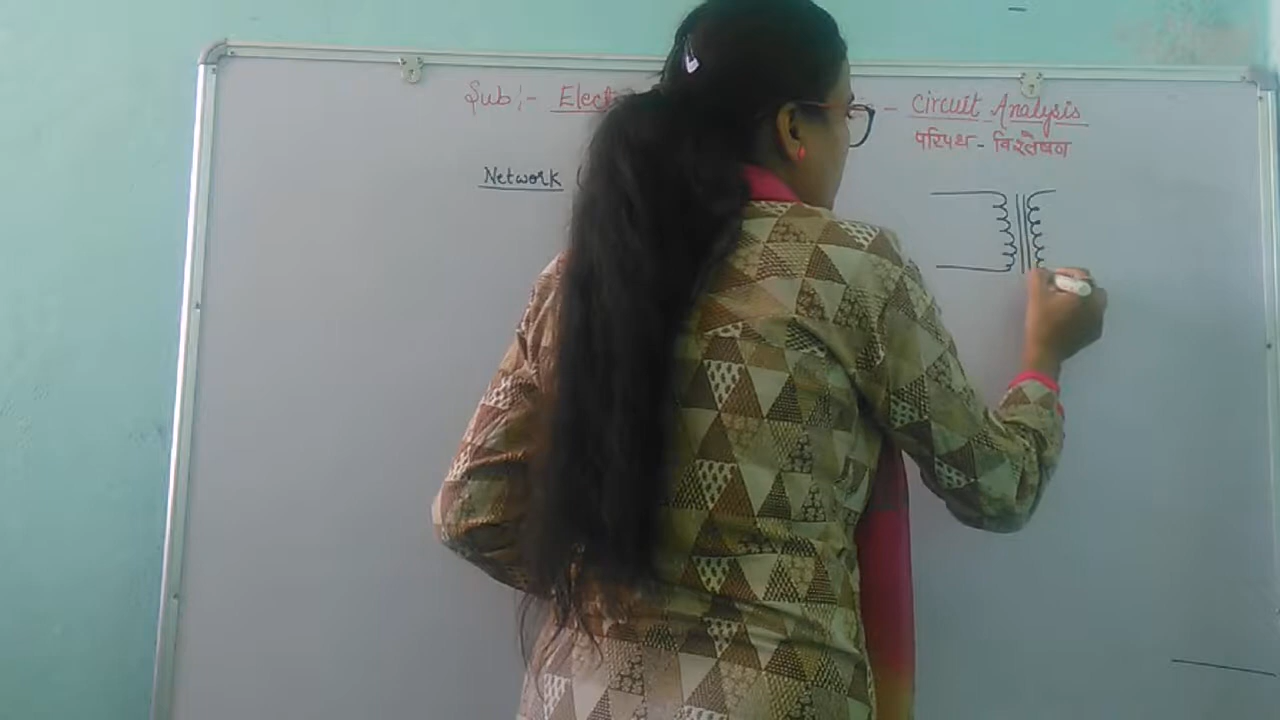 Sub:- Elect - Circuit Analysis
परिपथ - विश्लेषण
Network (